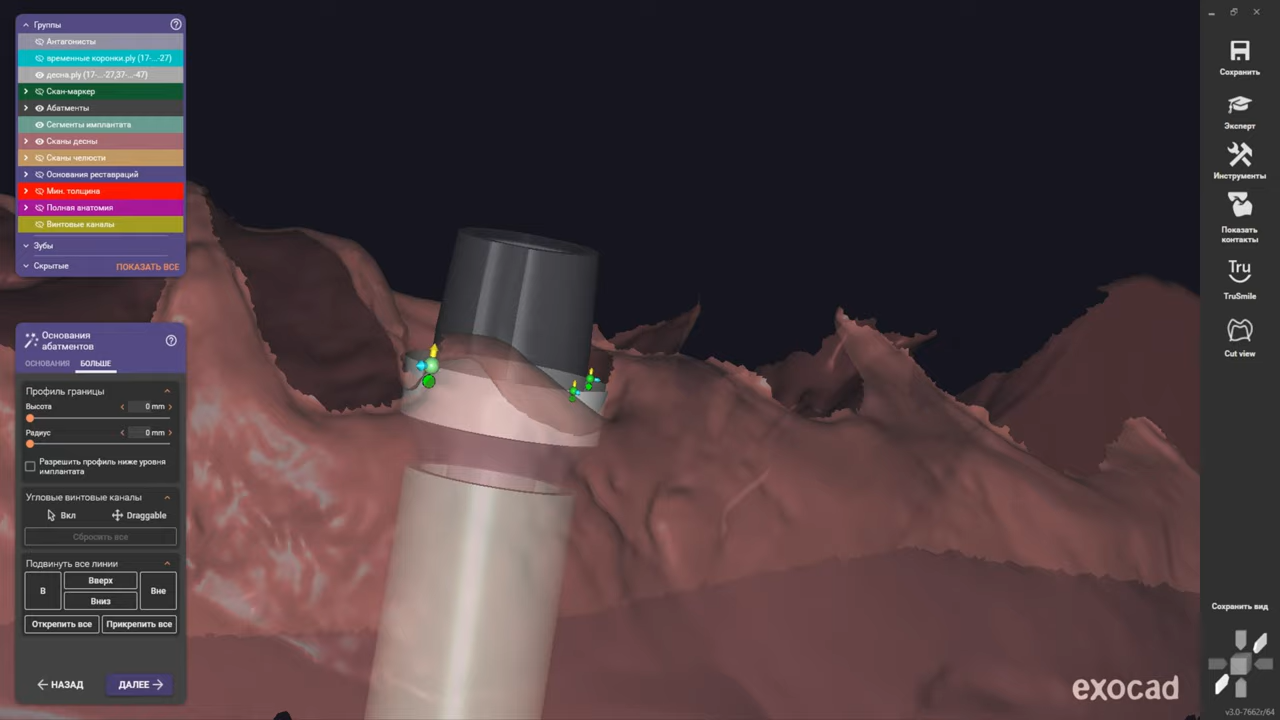 Группы
Антагонисты
временные коронки.ply (17-...-27)
десна.ply (17-...-27,37-...-47)
Скан-маркер
Абатменты
Сегменты имплантата
Сканы десны
Сканы челюсти
Основания реставраций
Мин. толщина
Полная анатомия
Винтовые каналы
Зубы
Скрытые ПОКАЗАТЬ ВСЕ
Основания
абатментов
ОСНОВАНИЯ БОЛЬШЕ
Профиль границы
Высота 0 mm
Радиус 0 mm
Разрешить профиль ниже уровня
имплантата
Угловые винтовые каналы
Вкл Draggable
Сбросить все
Подвинуть все линии
В Вверх Вне
Вниз
Открепить все Прикрепить все
НАЗАД ДАЛЕЕ
Сохранить
Эксперт
Инструменты
Показать
контакты
Tru
TruSmile
Cut view
Сохранить вид
exocad
v3.0-7662r/64